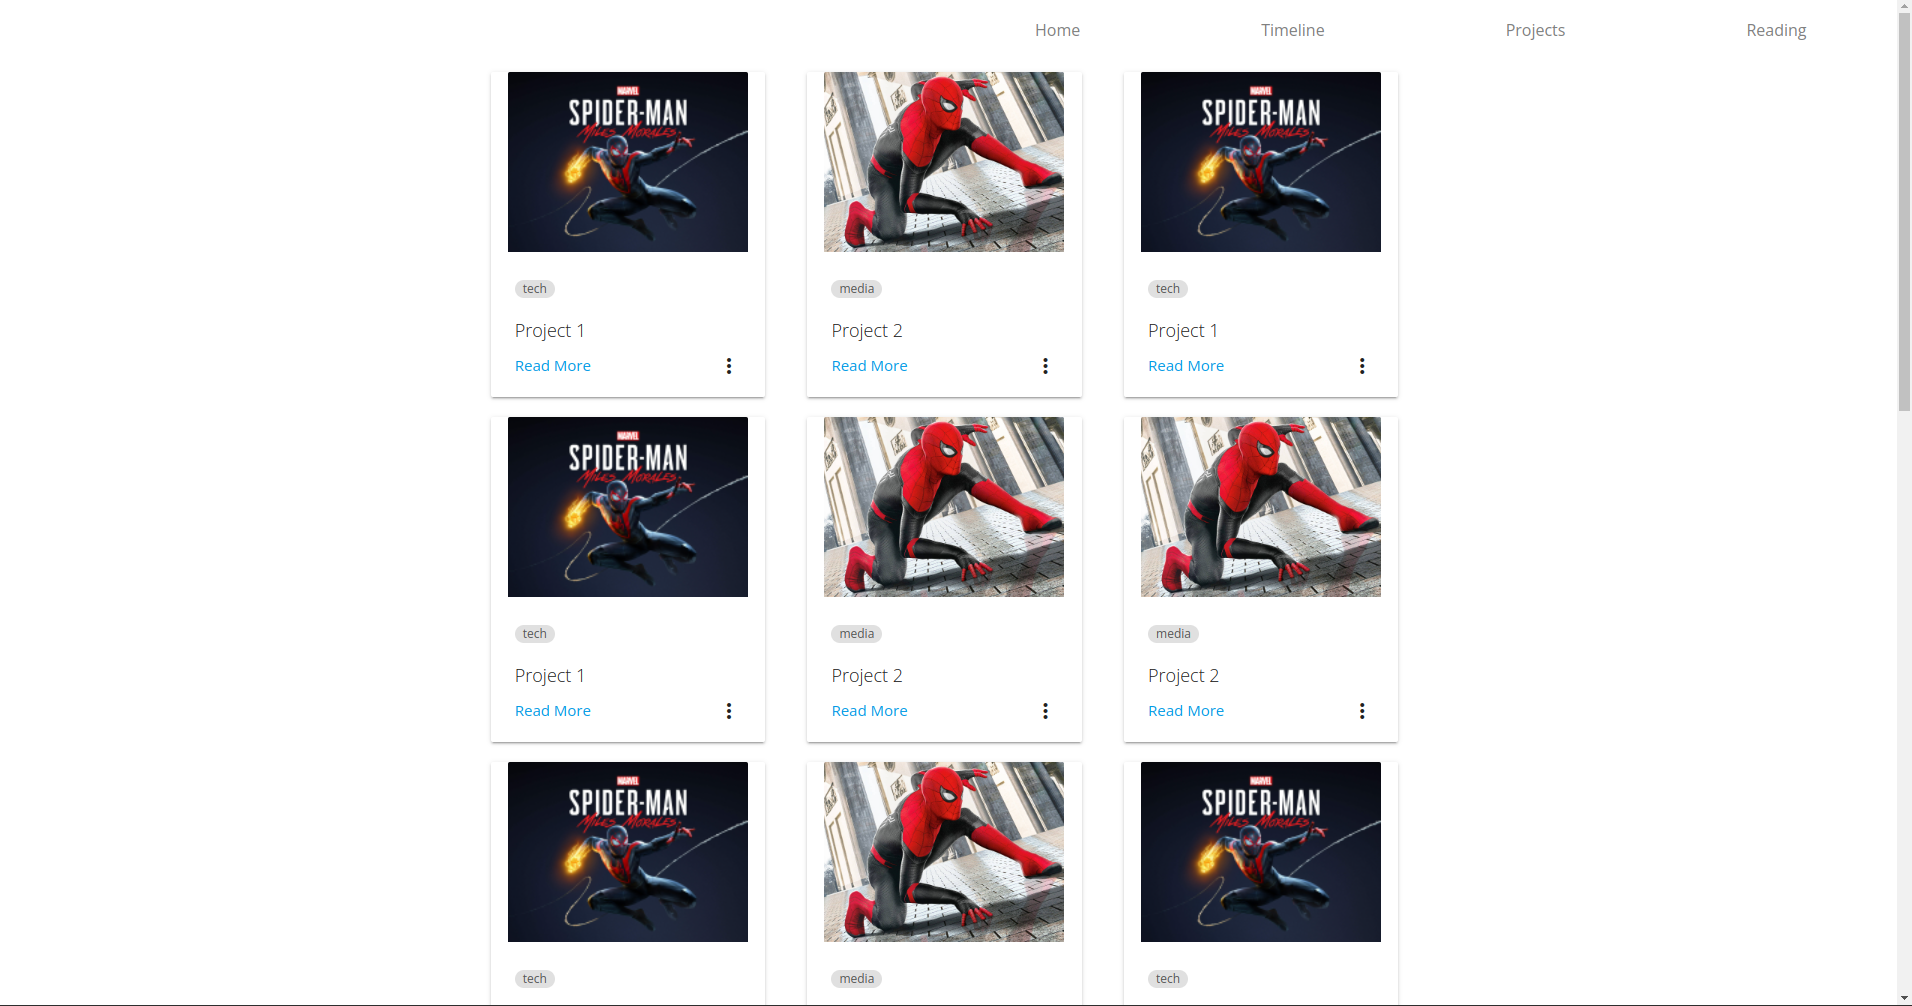 Home Timeline Projects Reading
MARVEL MARVEL
SPIDER-MAN SPIDER-MAN
MILES MORALES MILES MORALES
tech media tech
Project 1 Project 2 Project 1
Read More Read More Read More
MARVEL
SPIDER-MAN
MILES MORALES
tech media media
Project 1 Project 2 Project 2
Read More Read More Read More
MARVEL MARVEL
SPIDER-MAN SPIDER-MAN
MILES MORALES MILES MORALES
tech media tech